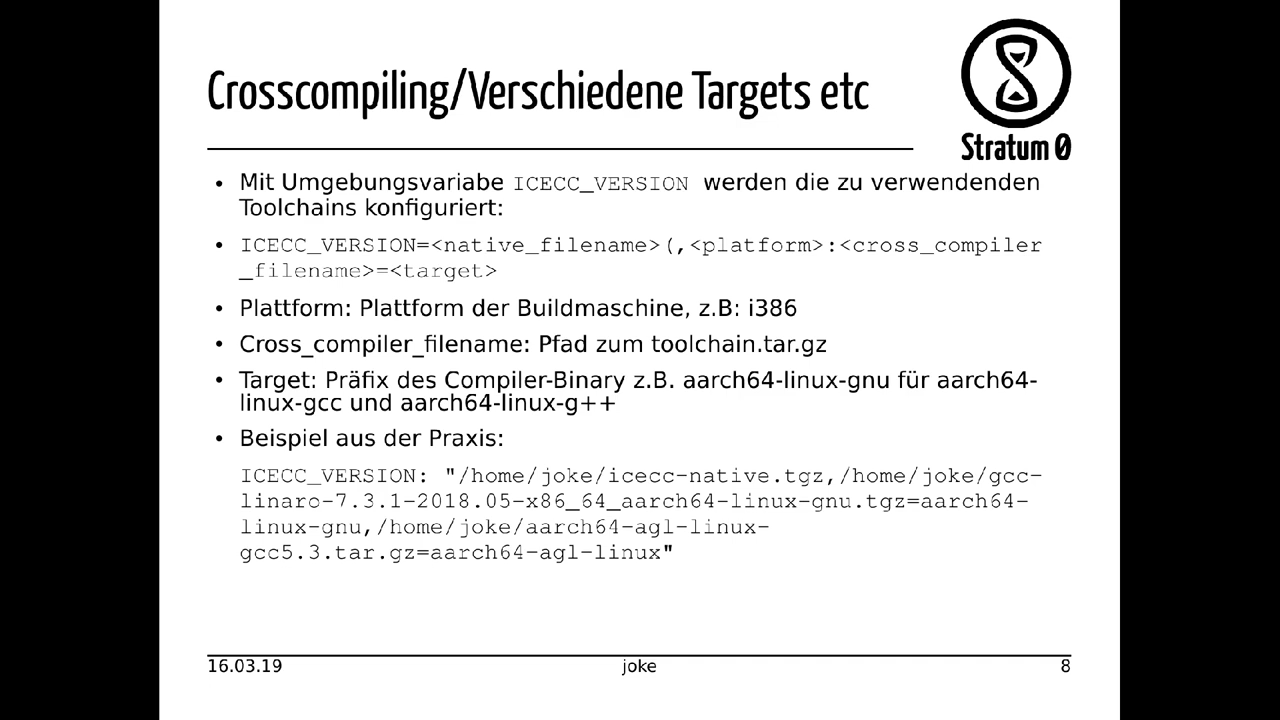 Crosscompiling/Verschiedene Targets etc
Stratum 0
• Mit Umgebungsvariabe ICECC_VERSION werden die zu verwendenden
Toolchains konfiguriert:
• ICECC_VERSION=<native_filename>(,<platform>:<cross_compiler
_filename>=<target>
• Plattform: Plattform der Buildmaschine, z.B: i386
• Cross_compiler_filename: Pfad zum toolchain.tar.gz
• Target: Präfix des Compiler-Binary z.B. aarch64-linux-gnu für aarch64-
linux-gcc und aarch64-linux-g++
• Beispiel aus der Praxis:
ICECC_VERSION: "/home/joke/icecc-native.tgz,/home/joke/gcc-
linaro-7.3.1-2018.05-x86_64_aarch64-linux-gnu.tgz=aarch64-
linux-gnu,/home/joke/aarch64-agl-linux-
gcc5.3.tar.gz=aarch64-agl-linux"
16.03.19
joke
8